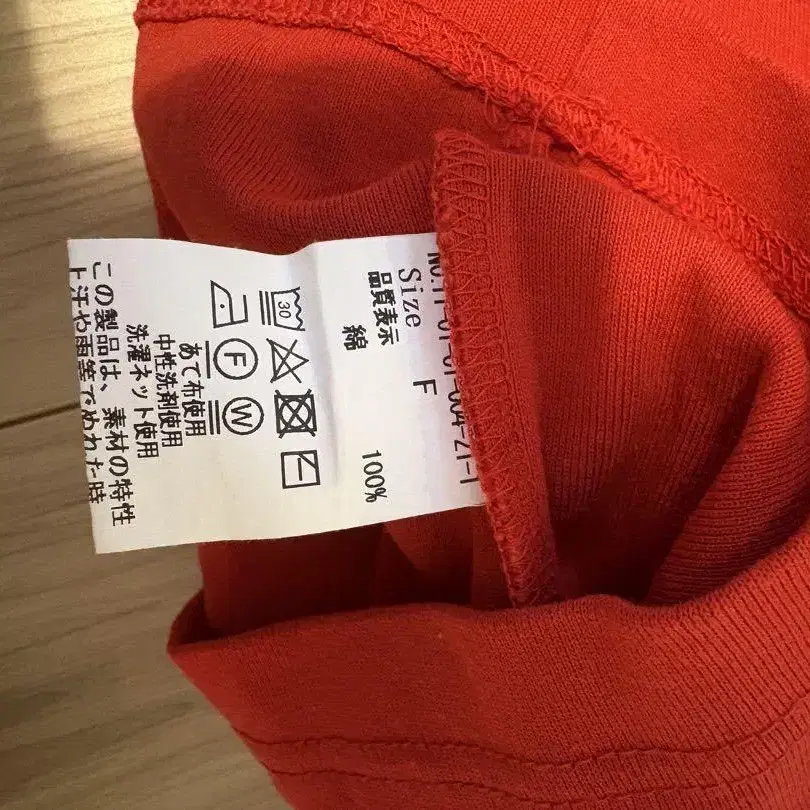 Size F
品質表示
綿 100%
30
F W
あて布使用
中性洗剤使用
洗濯ネット使用
この製品は、素材の特性
上汗や雨等でぬれた時